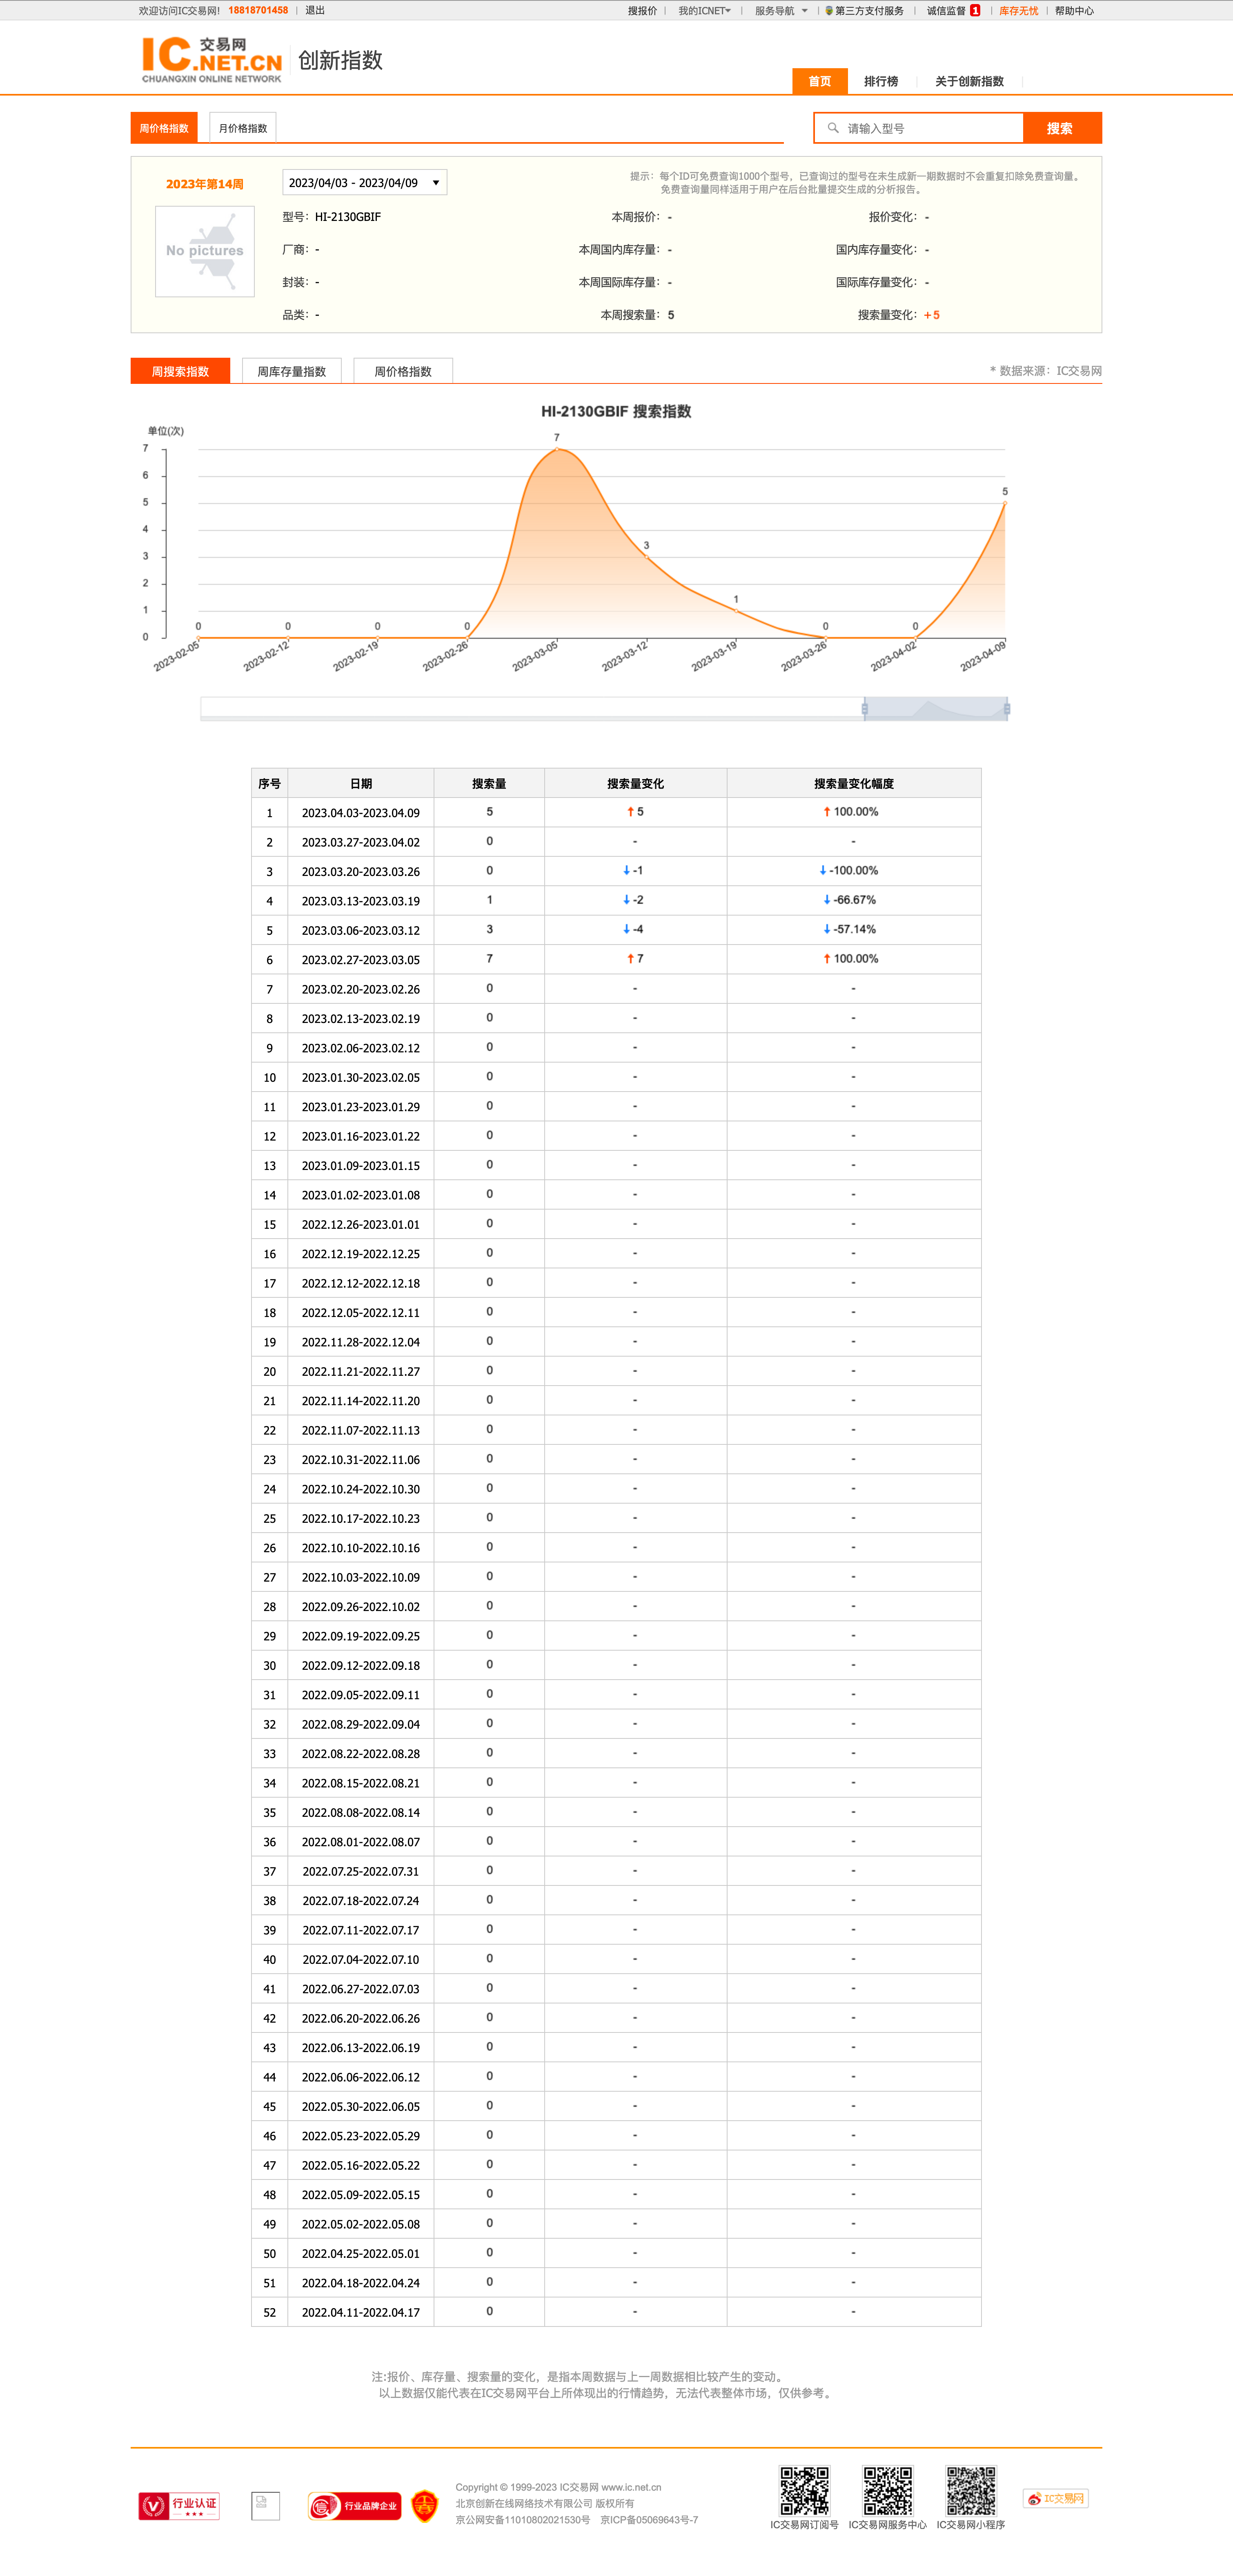 欢迎访问IC交易网! 18818701458 | 退出 搜报价 | 我的ICNET | 服务导航 | 第三方支付服务 | 诚信监督 1 | 库存无忧 | 帮助中心
IC 交易网
.NET.CN
CHUANGXIN ONLINE NETWORK
创新指数
首页 排行榜 关于创新指数
周价格指数 月价格指数 请输入型号 搜索
2023年第14周 2023/04/03 - 2023/04/09 提示：每个ID可免费查询1000个型号，已查询过的型号在未生成新一期数据时不会重复扣除免费查询量。
免费查询量同样适用于用户在后台批量提交生成的分析报告。
No pictures
型号：HI-2130GBIF 本周报价：- 报价变化：-
厂商：- 本周国内库存量：- 国内库存量变化：-
封装：- 本周国际库存量：- 国际库存量变化：-
品类：- 本周搜索量：5 搜索量变化：+5
周搜索指数 周库存量指数 周价格指数 * 数据来源：IC交易网
HI-2130GBIF 搜索指数
单位(次)
7
6
5
4
3
2
1
0
0 0 0 0 7 3 1 0 0 5
2023-02-05 2023-02-12 2023-02-19 2023-02-26 2023-03-05 2023-03-12 2023-03-19 2023-03-26 2023-04-02 2023-04-09
序号 日期 搜索量 搜索量变化 搜索量变化幅度
1 2023.04.03-2023.04.09 5 ↑ 5 ↑ 100.00%
2 2023.03.27-2023.04.02 0 - -
3 2023.03.20-2023.03.26 0 ↓ -1 ↓ -100.00%
4 2023.03.13-2023.03.19 1 ↓ -2 ↓ -66.67%
5 2023.03.06-2023.03.12 3 ↓ -4 ↓ -57.14%
6 2023.02.27-2023.03.05 7 ↑ 7 ↑ 100.00%
7 2023.02.20-2023.02.26 0 - -
8 2023.02.13-2023.02.19 0 - -
9 2023.02.06-2023.02.12 0 - -
10 2023.01.30-2023.02.05 0 - -
11 2023.01.23-2023.01.29 0 - -
12 2023.01.16-2023.01.22 0 - -
13 2023.01.09-2023.01.15 0 - -
14 2023.01.02-2023.01.08 0 - -
15 2022.12.26-2023.01.01 0 - -
16 2022.12.19-2022.12.25 0 - -
17 2022.12.12-2022.12.18 0 - -
18 2022.12.05-2022.12.11 0 - -
19 2022.11.28-2022.12.04 0 - -
20 2022.11.21-2022.11.27 0 - -
21 2022.11.14-2022.11.20 0 - -
22 2022.11.07-2022.11.13 0 - -
23 2022.10.31-2022.11.06 0 - -
24 2022.10.24-2022.10.30 0 - -
25 2022.10.17-2022.10.23 0 - -
26 2022.10.10-2022.10.16 0 - -
27 2022.10.03-2022.10.09 0 - -
28 2022.09.26-2022.10.02 0 - -
29 2022.09.19-2022.09.25 0 - -
30 2022.09.12-2022.09.18 0 - -
31 2022.09.05-2022.09.11 0 - -
32 2022.08.29-2022.09.04 0 - -
33 2022.08.22-2022.08.28 0 - -
34 2022.08.15-2022.08.21 0 - -
35 2022.08.08-2022.08.14 0 - -
36 2022.08.01-2022.08.07 0 - -
37 2022.07.25-2022.07.31 0 - -
38 2022.07.18-2022.07.24 0 - -
39 2022.07.11-2022.07.17 0 - -
40 2022.07.04-2022.07.10 0 - -
41 2022.06.27-2022.07.03 0 - -
42 2022.06.20-2022.06.26 0 - -
43 2022.06.13-2022.06.19 0 - -
44 2022.06.06-2022.06.12 0 - -
45 2022.05.30-2022.06.05 0 - -
46 2022.05.23-2022.05.29 0 - -
47 2022.05.16-2022.05.22 0 - -
48 2022.05.09-2022.05.15 0 - -
49 2022.05.02-2022.05.08 0 - -
50 2022.04.25-2022.05.01 0 - -
51 2022.04.18-2022.04.24 0 - -
52 2022.04.11-2022.04.17 0 - -
注:报价、库存量、搜索量的变化，是指本周数据与上一周数据相比较产生的变动。
以上数据仅能代表在IC交易网平台上所体现出的行情趋势，无法代表整体市场，仅供参考。
行业认证
信 行业品牌企业
Copyright © 1999-2023 IC交易网 www.ic.net.cn
北京创新在线网络技术有限公司 版权所有
京公网安备11010802021530号 京ICP备05069643号-7
IC交易网订阅号 IC交易网服务中心 IC交易网小程序
IC交易网